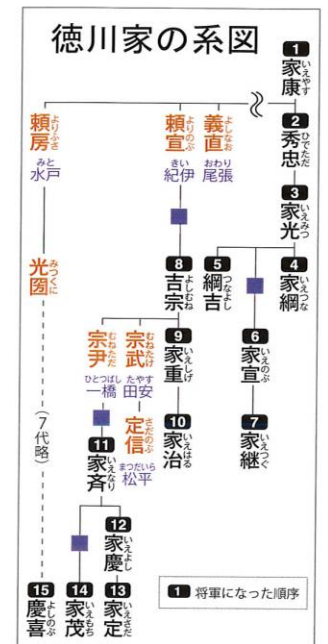 徳川家の系図
1 家康 いえやす
2 秀忠 ひでただ
3 家光 いえみつ
4 家綱 いえつな
5 綱吉 つなよし
6 家宣 いえのぶ
7 家継 いえつぐ
義直 よしなお
尾張 おわり
頼宣 よりのぶ
紀伊 きい
8 吉宗 よしむね
9 家重 いえしげ
10 家治 いえはる
宗武 むねたけ
田安 たやす
定信 さだのぶ
松平 まつだいら
宗尹 むねただ
一橋 ひとつばし
11 家斉 いえなり
12 家慶 いえよし
13 家定 いえさだ
14 家茂 いえもち
頼房 よりふさ
水戸 みと
光圀 みつくに
(7代略)
15 慶喜 よしのぶ
1 将軍になった順序